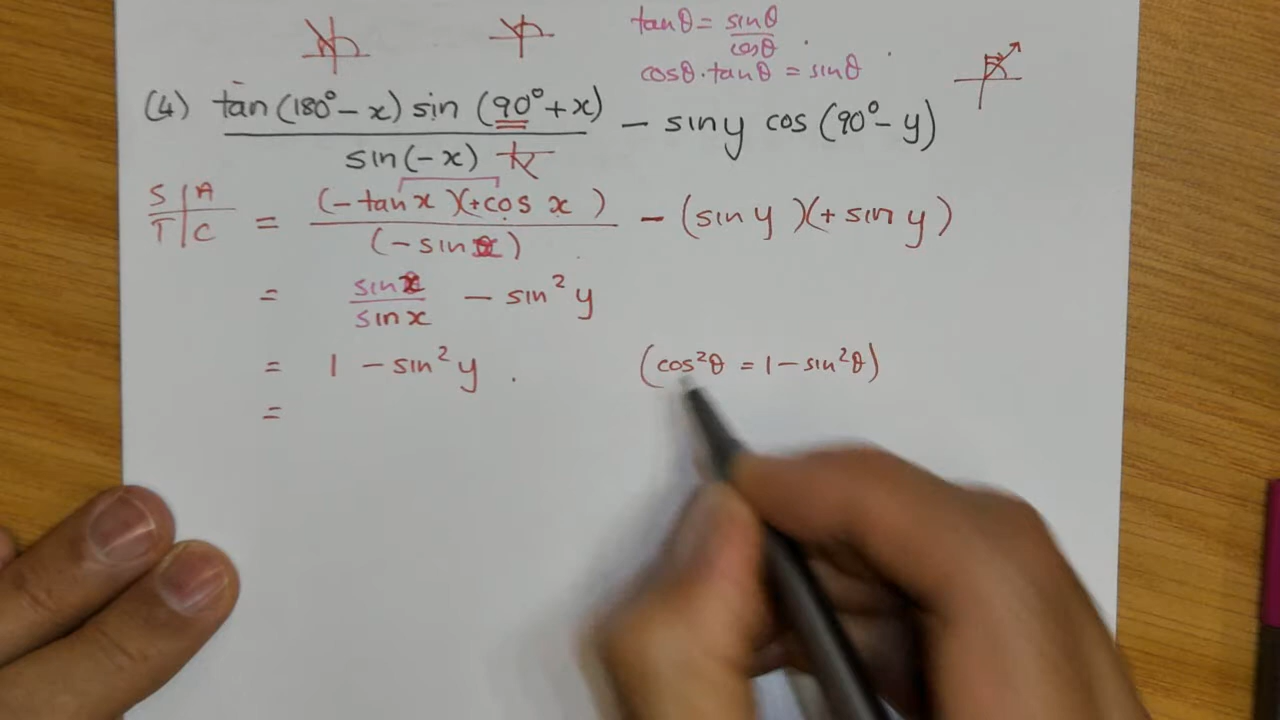 tanθ = sinθ/cosθ
cosθ.tanθ = sinθ
(4) tan(180°-x) sin(90°+x)/sin(-x) - siny cos(90°-y)
S A
T C
= (-tan x)(+cos x)/(-sin x) - (sin y)(+ sin y)
= sin x/sin x - sin² y
= 1 - sin² y. (cos²θ = 1 - sin²θ)
=